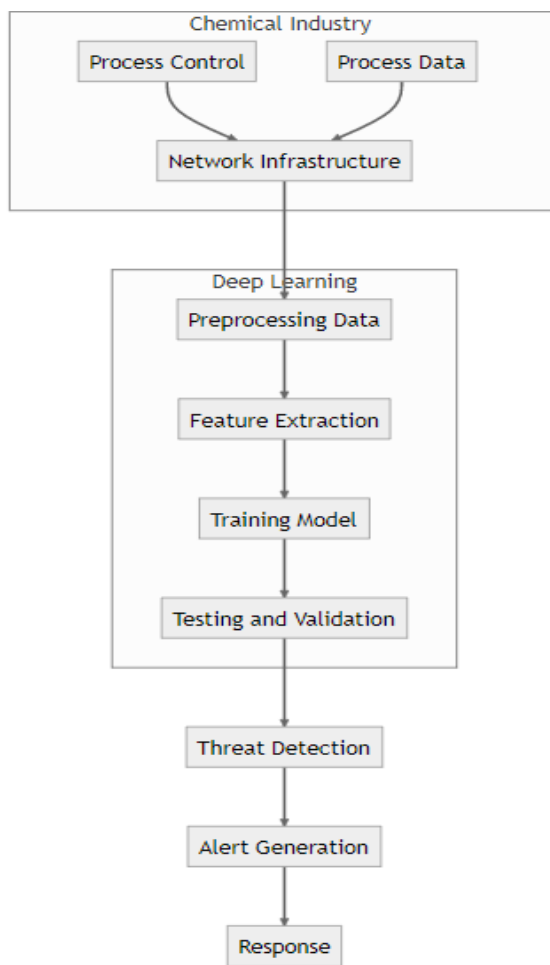 Chemical Industry
Process Control
Process Data
Network Infrastructure
Deep Learning
Preprocessing Data
Feature Extraction
Training Model
Testing and Validation
Threat Detection
Alert Generation
Response